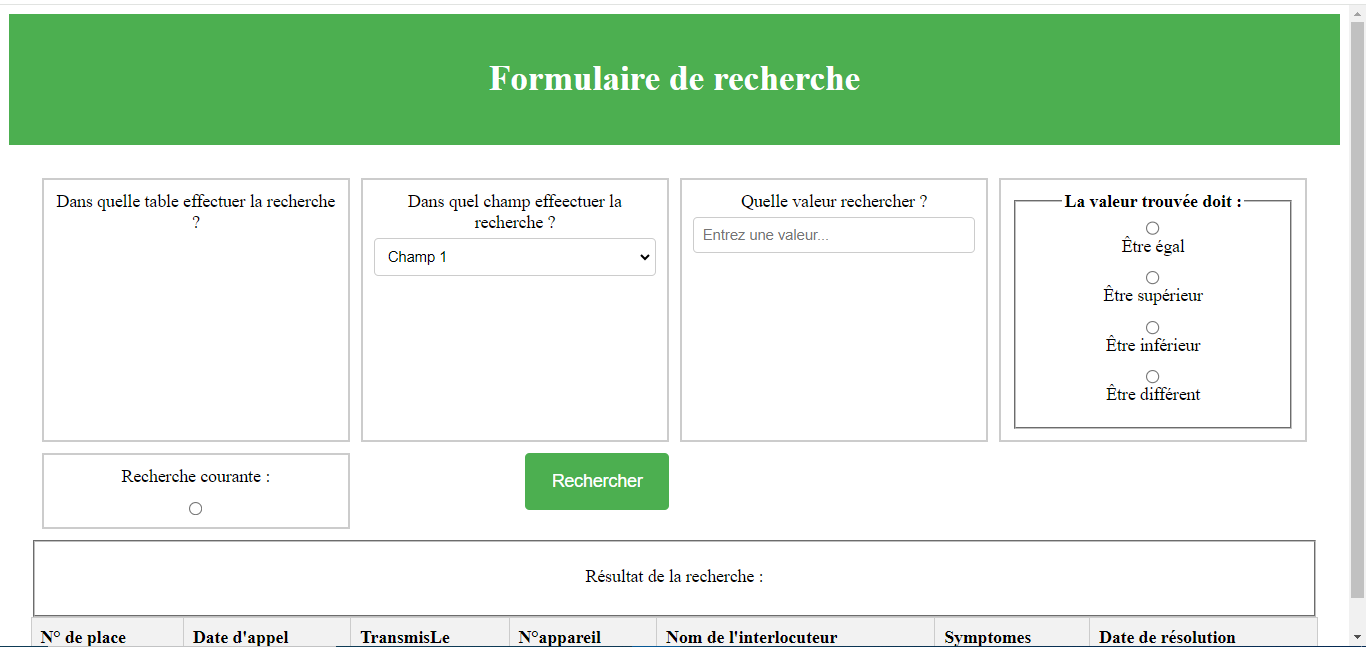 Formulaire de recherche
Dans quelle table effectuer la recherche
?
Dans quel champ effeectuer la
recherche ?
Champ 1
Quelle valeur rechercher ?
Entrez une valeur...
La valeur trouvée doit :
Être égal
Être supérieur
Être inférieur
Être différent
Recherche courante :
Rechercher
Résultat de la recherche :
N° de place Date d'appel TransmisLe N°appareil Nom de l'interlocuteur Symptomes Date de résolution